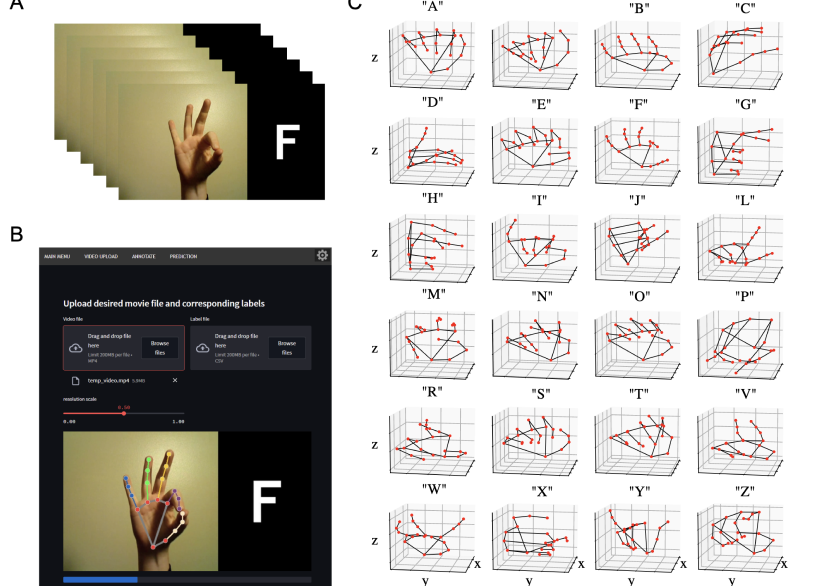 A
F
B
MAIN MENU VIDEO UPLOAD ANNOTATE PREDICTION
Upload desired movie file and corresponding labels
Video file Label file
Drag and drop file here
Limit 200MB per file • MP4
Browse files
Drag and drop file here
Limit 200MB per file • CSV
Browse files
temp_video.mp4 5.8MB ×
resolution scale
0.00 1.00
F
C
"A" "B" "C"
z
"D" "E" "F" "G"
z
"H" "I" "J" "L"
z
"M" "N" "O" "P"
z
"R" "S" "T" "V"
z
"W" "X" "Y" "Z"
z
x x
y y y y